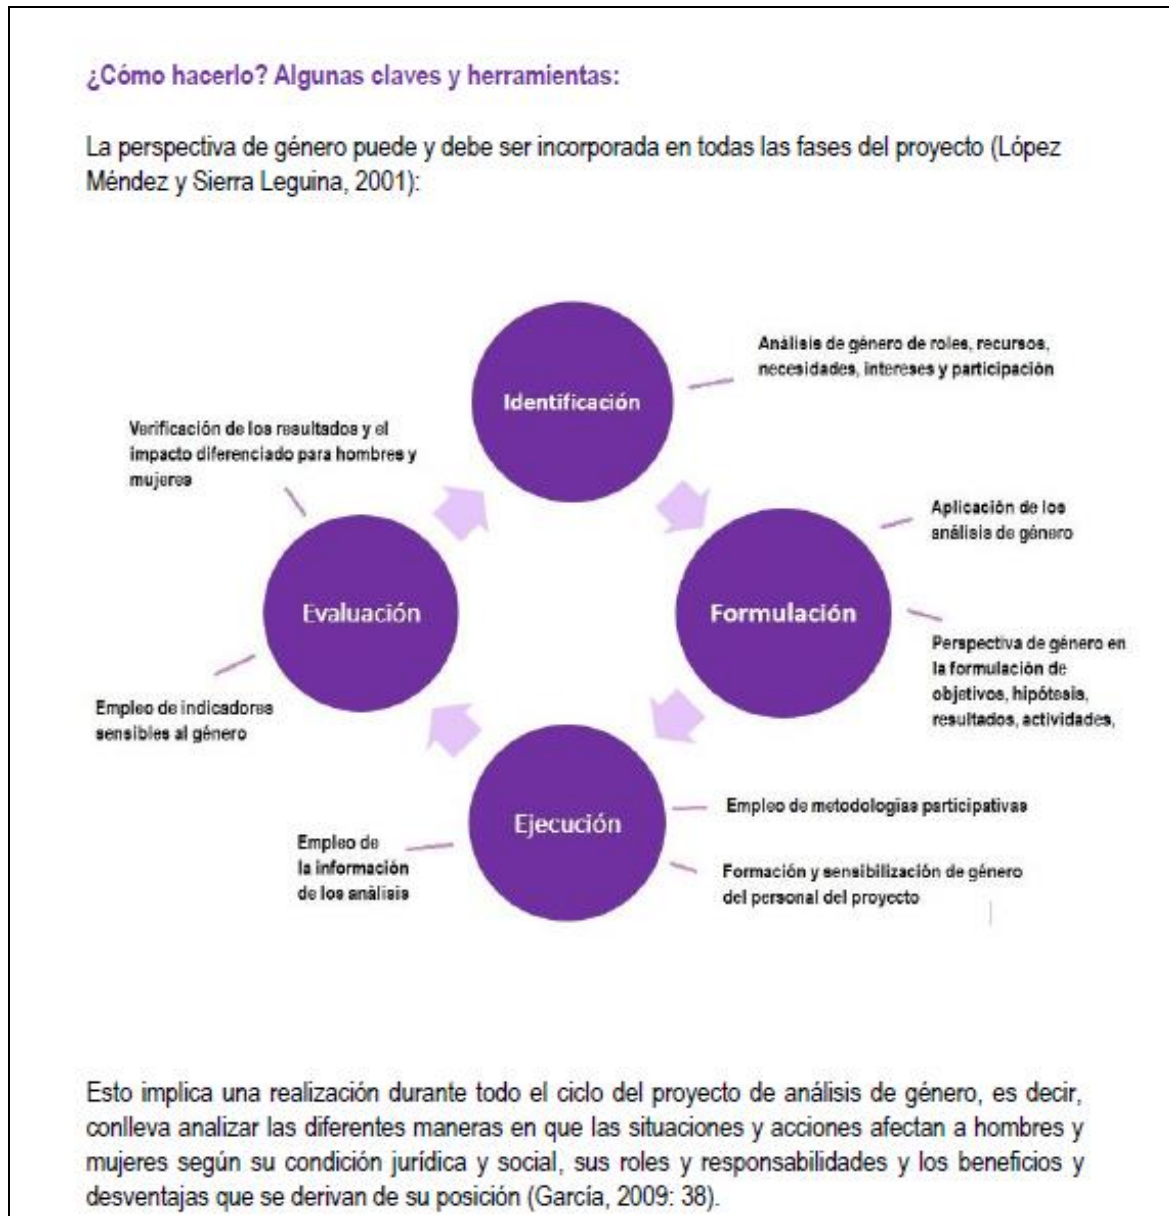 ¿Cómo hacerlo? Algunas claves y herramientas:
La perspectiva de género puede y debe ser incorporada en todas las fases del proyecto (López
Méndez y Sierra Leguina, 2001):
Identificación
Análisis de género de roles, recursos,
necesidades, intereses y participación
Formulación
Aplicación de los
análisis de género
Perspectiva de género en
la formulación de
objetivos, hipótesis,
resultados, actividades,
Ejecución
Empleo de metodologías participativas
Formación y sensibilización de género
del personal del proyecto
Empleo de
la información
de los análisis
Evaluación
Empleo de indicadores
sensibles al género
Verificación de los resultados y el
impacto diferenciado para hombres y
mujeres
Esto implica una realización durante todo el ciclo del proyecto de análisis de género, es decir,
conlleva analizar las diferentes maneras en que las situaciones y acciones afectan a hombres y
mujeres según su condición jurídica y social, sus roles y responsabilidades y los beneficios y
desventajas que se derivan de su posición (García, 2009: 38).